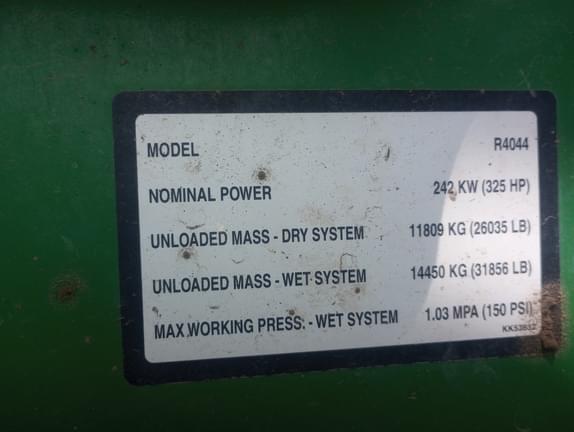 MODEL R4044
NOMINAL POWER 242 KW (325 HP)
UNLOADED MASS - DRY SYSTEM 11809 KG (26035 LB)
UNLOADED MASS - WET SYSTEM 14450 KG (31856 LB)
MAX WORKING PRESS. - WET SYSTEM 1.03 MPA (150 PSI)